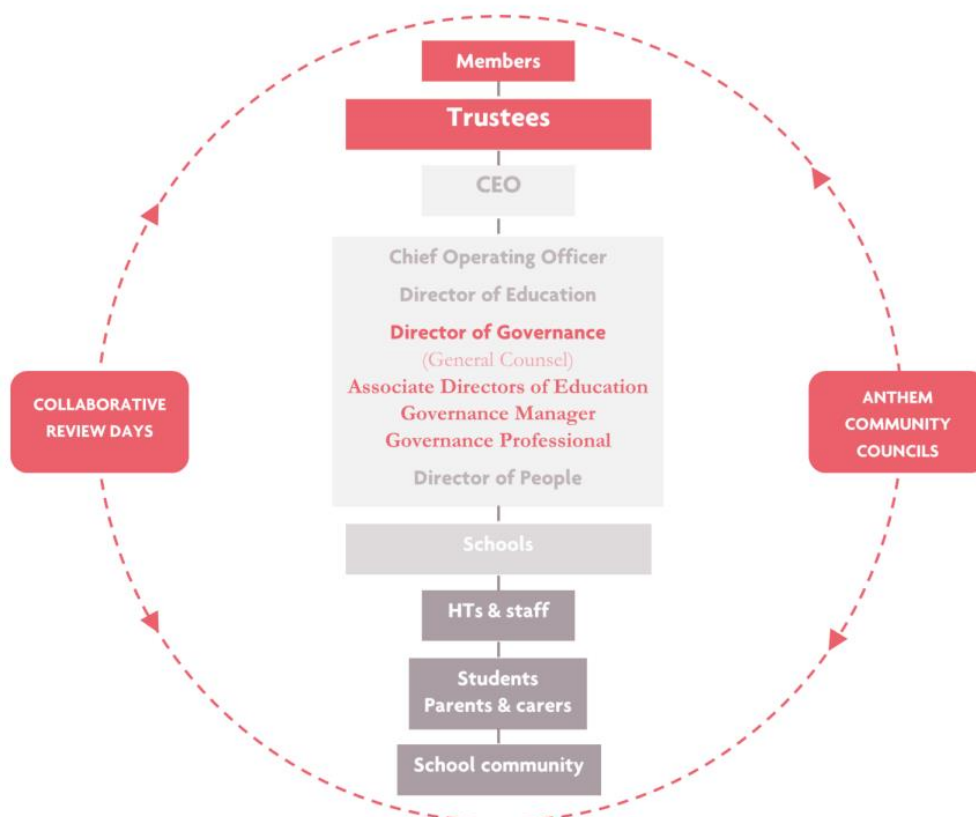 Members
Trustees
CEO
Chief Operating Officer
Director of Education
Director of Governance
(General Counsel)
Associate Directors of Education
Governance Manager
Governance Professional
Director of People
COLLABORATIVE
REVIEW DAYS
ANTHEM
COMMUNITY
COUNCILS
Schools
HTs & staff
Students
Parents & carers
School community